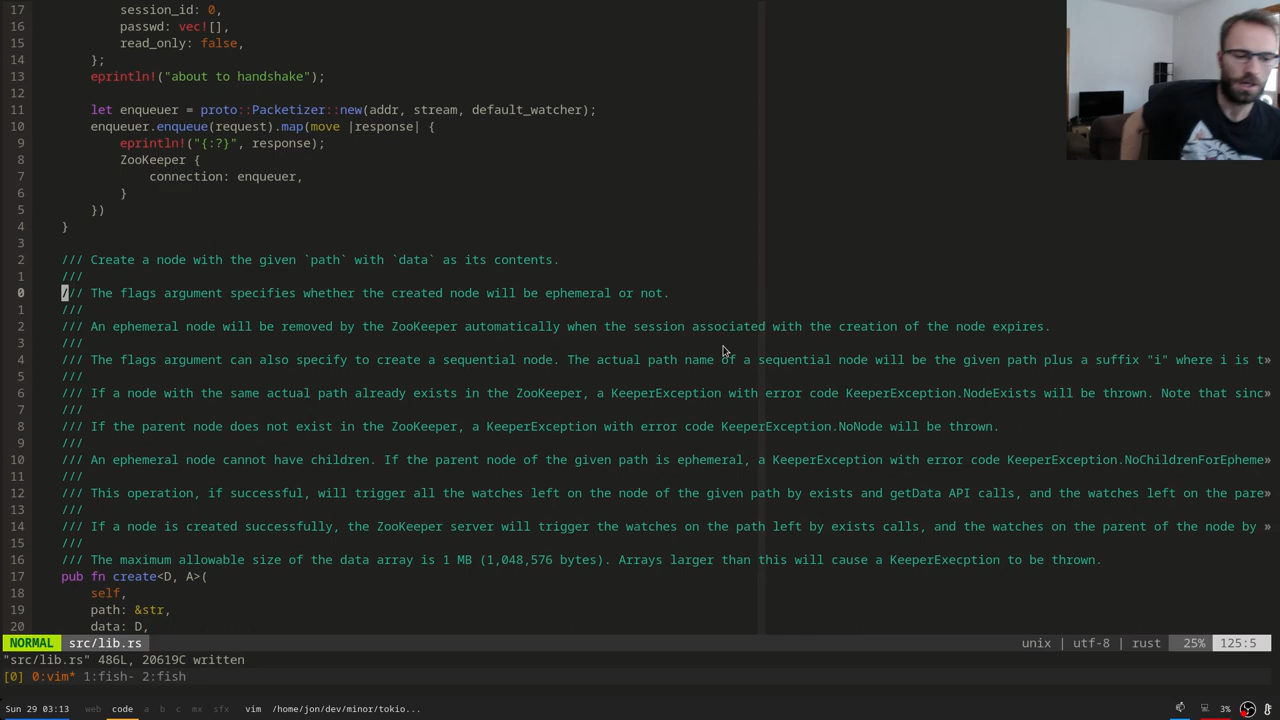 17 session_id: 0,
16 passwd: vec![],
15 read_only: false,
14 };
13 eprintln!("about to handshake");
12
11 let enqueuer = proto::Packetizer::new(addr, stream, default_watcher);
10 enqueuer.enqueue(request).map(move |response| {
9 eprintln!("{:?}", response);
8 ZooKeeper {
7 connection: enqueuer,
6 }
5 })
4 }
3
2 /// Create a node with the given `path` with `data` as its contents.
1 ///
0 /// The flags argument specifies whether the created node will be ephemeral or not.
1 ///
2 /// An ephemeral node will be removed by the ZooKeeper automatically when the session associated with the creation of the node expires.
3 ///
4 /// The flags argument can also specify to create a sequential node. The actual path name of a sequential node will be the given path plus a suffix "i" where i is t»
5 ///
6 /// If a node with the same actual path already exists in the ZooKeeper, a KeeperException with error code KeeperException.NodeExists will be thrown. Note that sinc»
7 ///
8 /// If the parent node does not exist in the ZooKeeper, a KeeperException with error code KeeperException.NoNode will be thrown.
9 ///
10 /// An ephemeral node cannot have children. If the parent node of the given path is ephemeral, a KeeperException with error code KeeperException.NoChildrenForEpheme»
11 ///
12 /// This operation, if successful, will trigger all the watches left on the node of the given path by exists and getData API calls, and the watches left on the pare»
13 ///
14 /// If a node is created successfully, the ZooKeeper server will trigger the watches on the path left by exists calls, and the watches on the parent of the node by »
15 ///
16 /// The maximum allowable size of the data array is 1 MB (1,048,576 bytes). Arrays larger than this will cause a KeeperExecption to be thrown.
17 pub fn create<D, A>(
18 self,
19 path: &str,
20 data: D,
NORMAL src/lib.rs unix | utf-8 | rust 25% 125:5
"src/lib.rs" 486L, 20619C written
[0] 0:vim* 1:fish- 2:fish
Sun 29 03:13 web code a b c mx sfx vim /home/jon/dev/minor/tokio... 3%